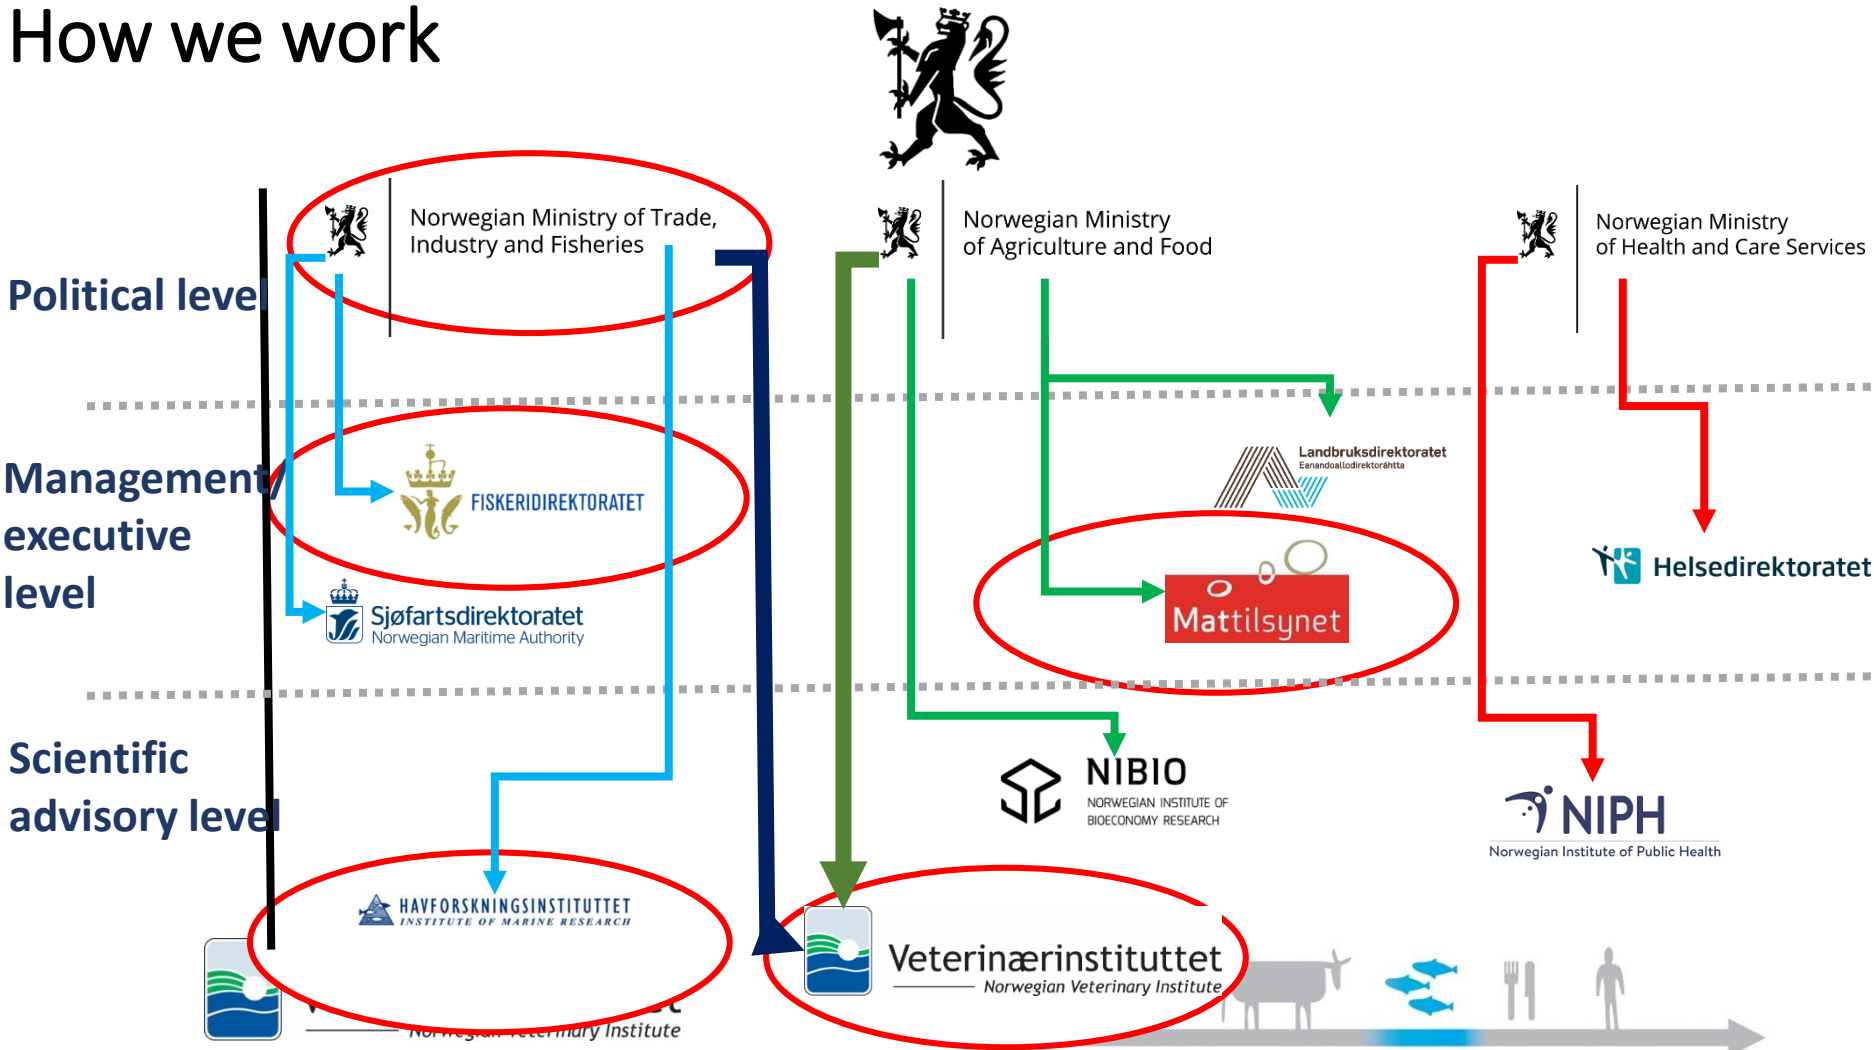 How we work
Norwegian Ministry of Trade,
Industry and Fisheries
Norwegian Ministry
of Agriculture and Food
Norwegian Ministry
of Health and Care Services
Political level
Management/
executive
level
FISKERIDIREKTORATET
Sjøfartsdirektoratet
Norwegian Maritime Authority
Landbruksdirektoratet
Eanandoallodirektoráhtta
Mattilsynet
Helsedirektoratet
Scientific
advisory level
NIBIO
NORWEGIAN INSTITUTE OF
BIOECONOMY RESEARCH
NIPH
Norwegian Institute of Public Health
HAVFORSKNINGSINSTITUTTET
INSTITUTE OF MARINE RESEARCH
Veterinærinstituttet
Norwegian Veterinary Institute
Norwegian Veterinary Institute